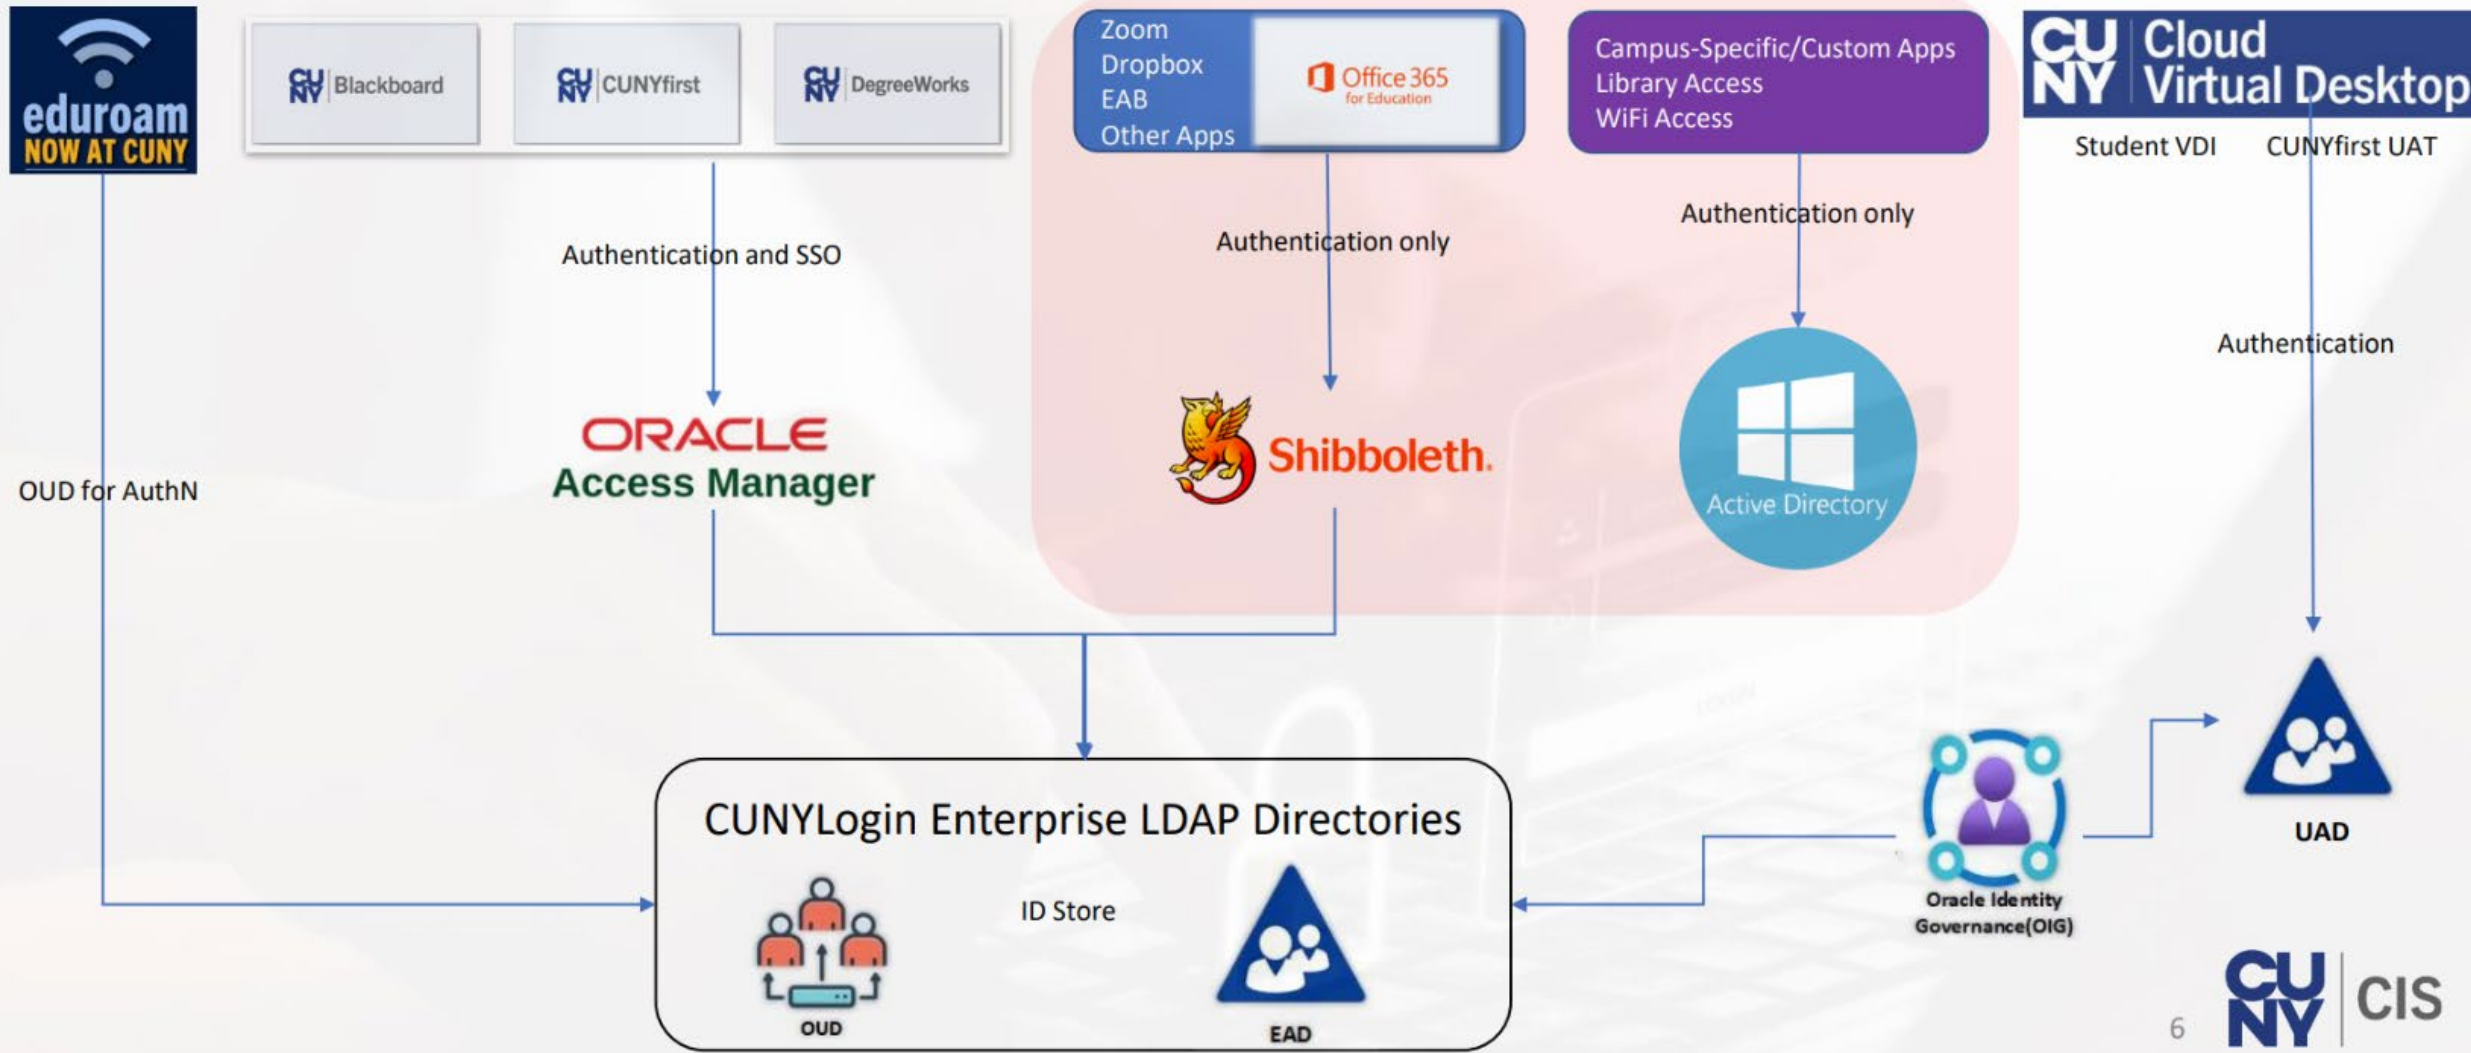 eduroam
NOW AT CUNY
CUNY Blackboard
CUNY CUNYfirst
CUNY DegreeWorks
Zoom
Dropbox
EAB
Other Apps
Office 365
for Education
Campus-Specific/Custom Apps
Library Access
WiFi Access
CUNY Cloud
Virtual Desktop
Student VDI
CUNYfirst UAT
Authentication and SSO
Authentication only
Authentication only
Authentication
OUD for AuthN
ORACLE
Access Manager
Shibboleth.
Active Directory
CUNYLogin Enterprise LDAP Directories
ID Store
OUD
EAD
Oracle Identity
Governance(OIG)
UAD
6
CUNY CIS